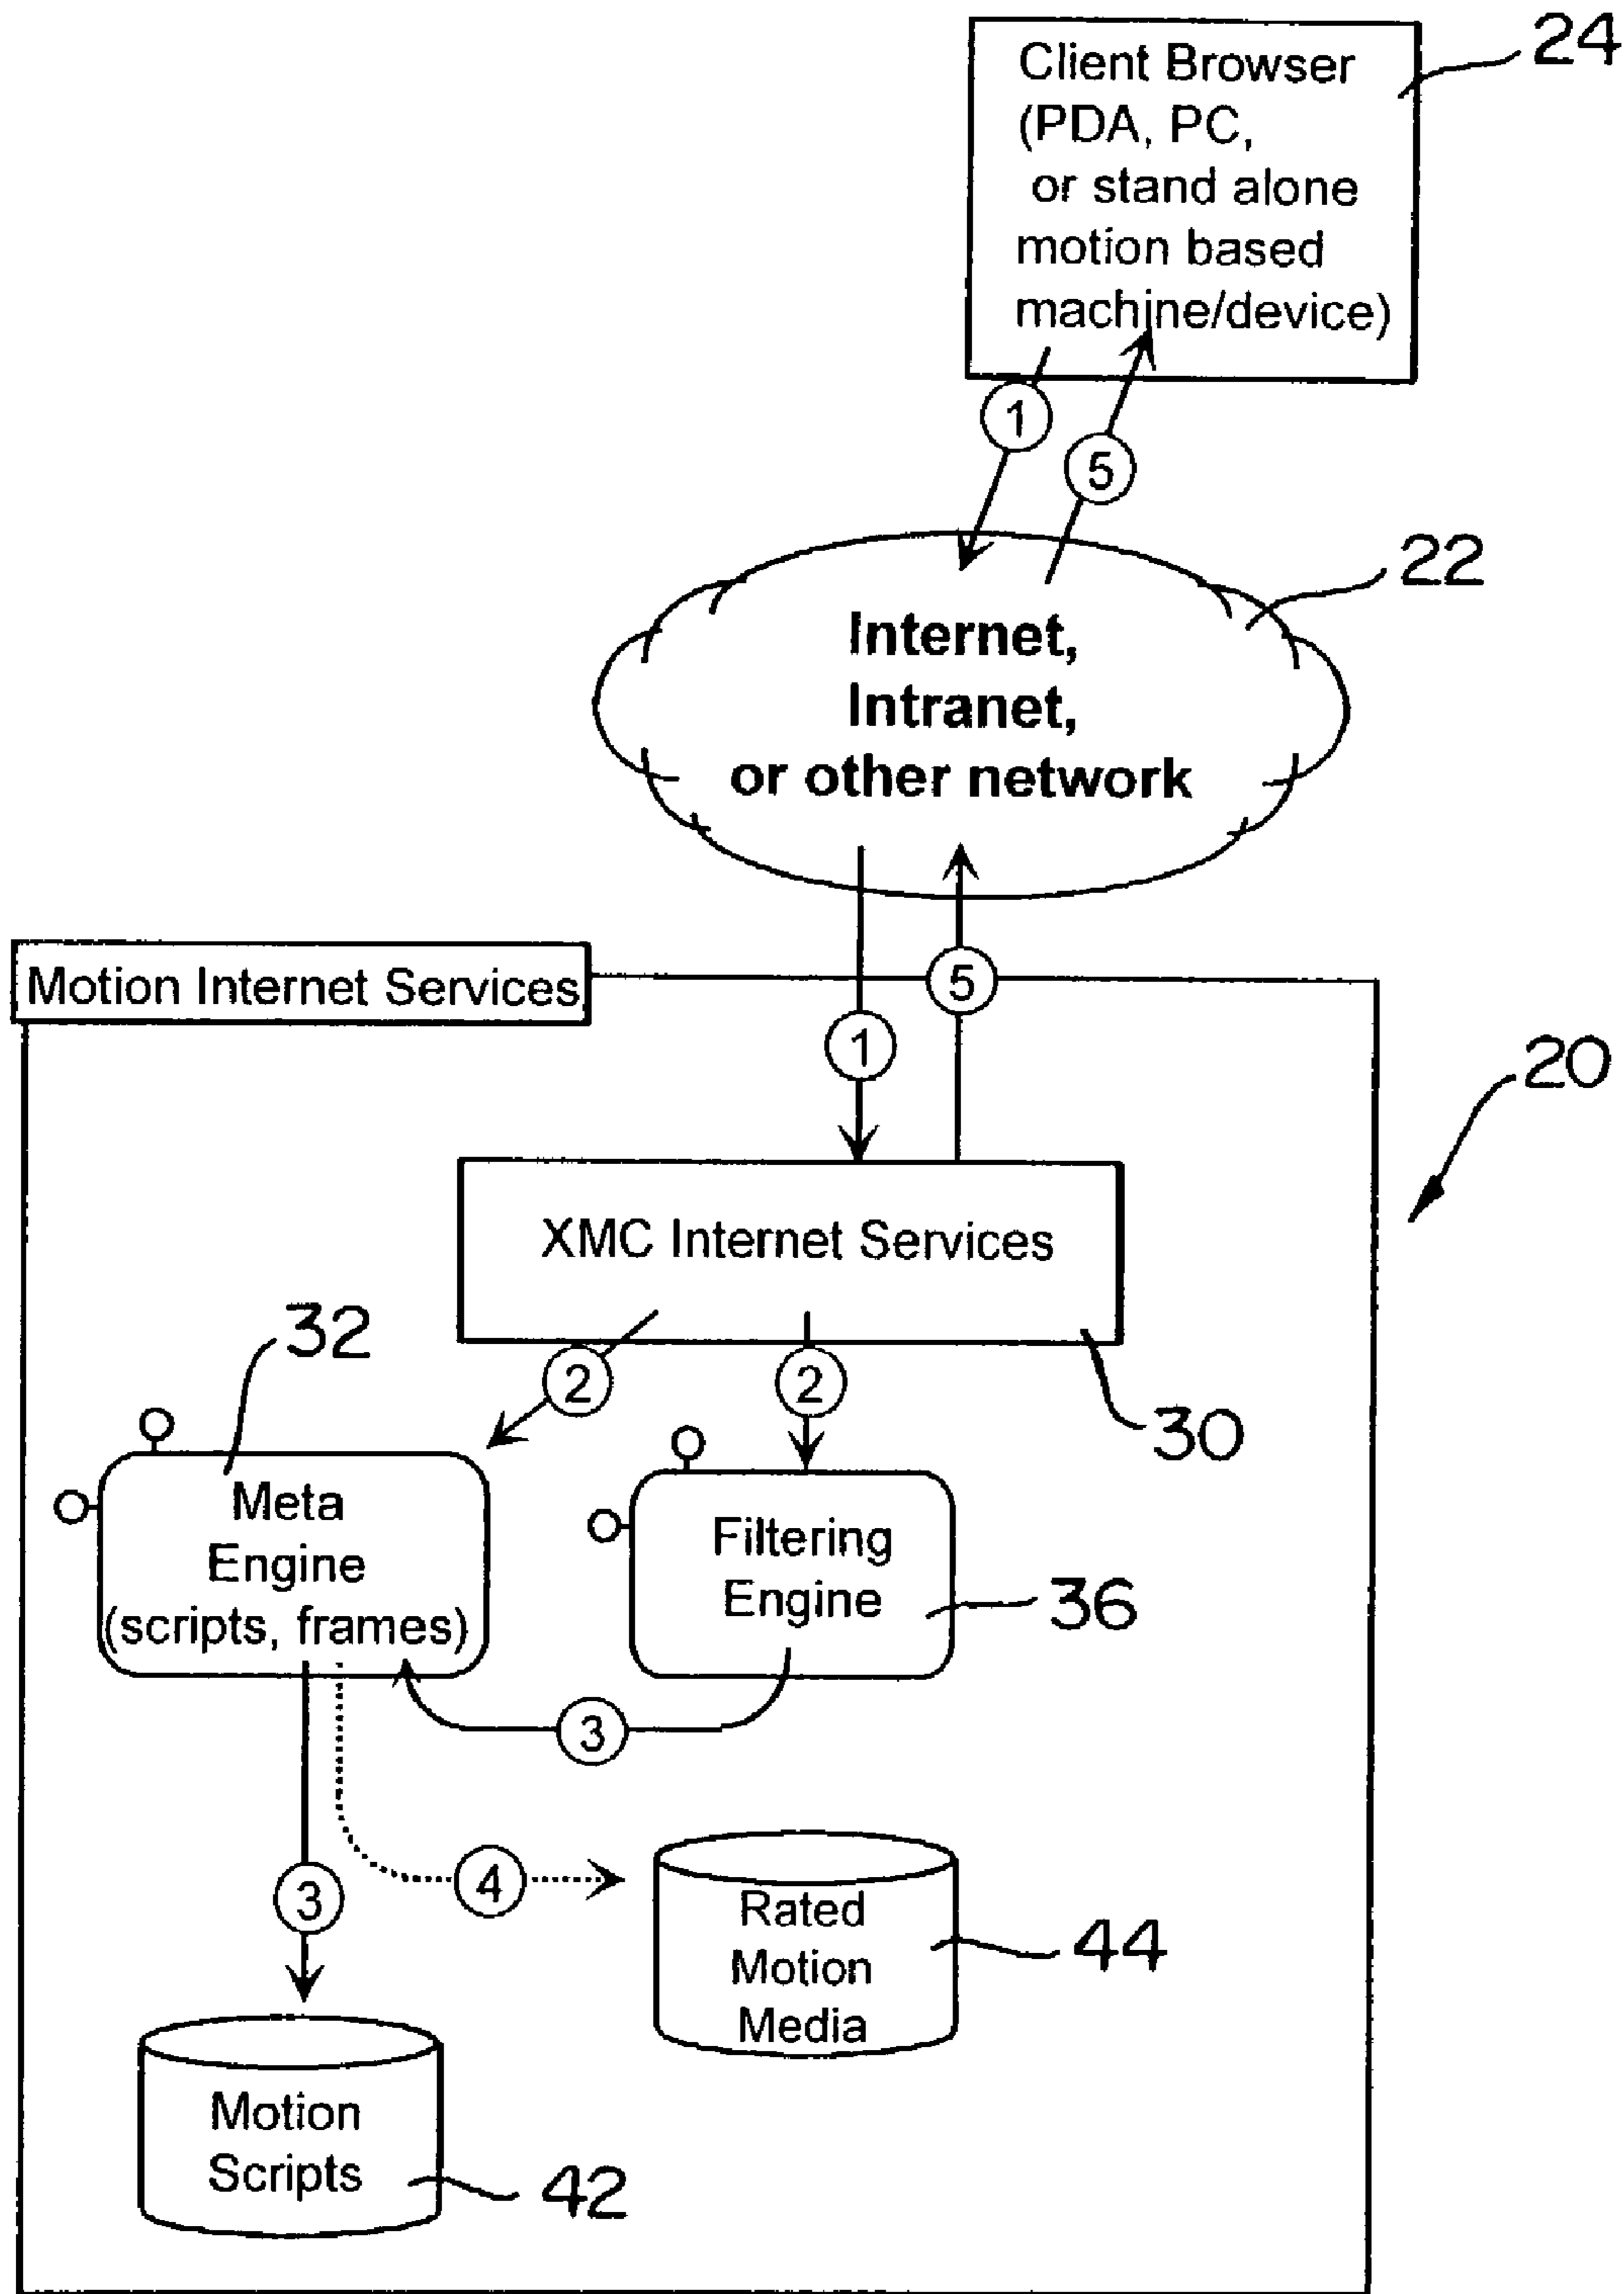 24
Client Browser
(PDA, PC,
or stand alone
motion based
machine/device)
1
5
22
Internet,
Intranet,
or other network
Motion Internet Services
5
1
20
XMC Internet Services
32
2
2
30
Meta
Engine
(scripts, frames)
Filtering
Engine
36
3
4
3
Rated
Motion
Media
44
Motion
Scripts
42